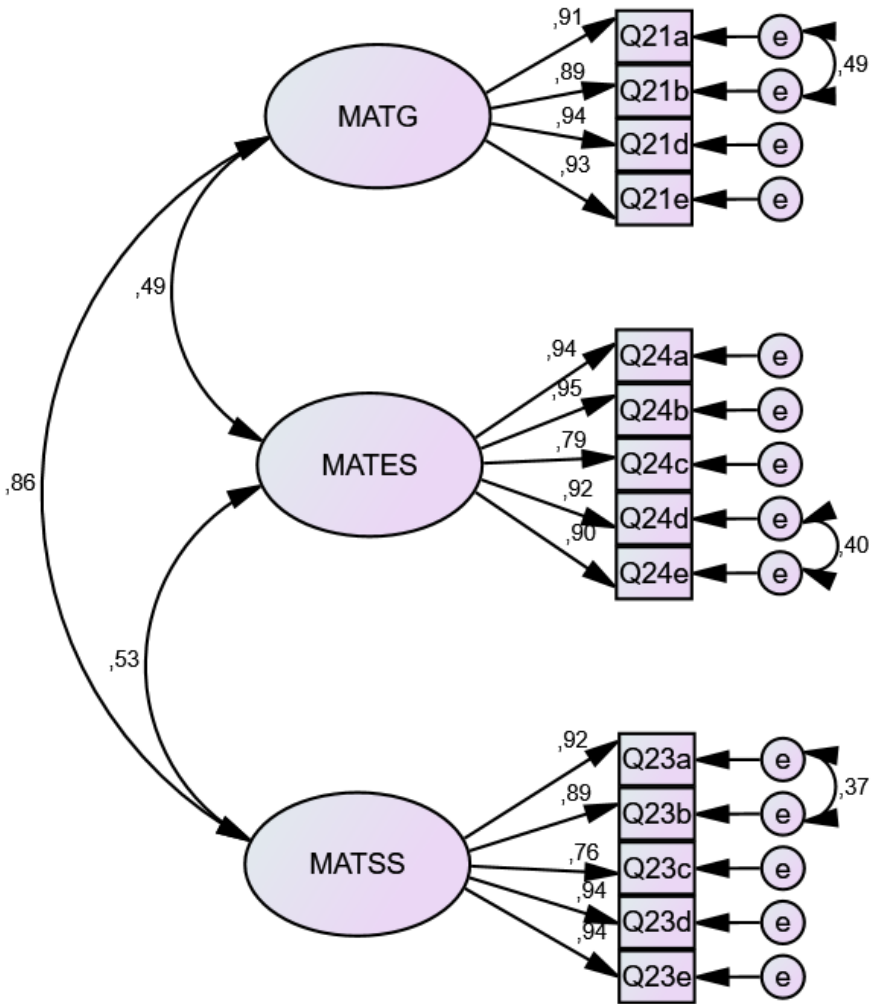 ,91
Q21a
e
,49
,89
Q21b
e
MATG
,94
Q21d
e
,93
Q21e
e
,49
,94
Q24a
e
,95
Q24b
e
MATES
,79
Q24c
e
,86
,92
Q24d
e
,40
,90
Q24e
e
,53
,92
Q23a
e
,37
,89
Q23b
e
MATSS
,76
Q23c
e
,94
Q23d
e
,94
Q23e
e